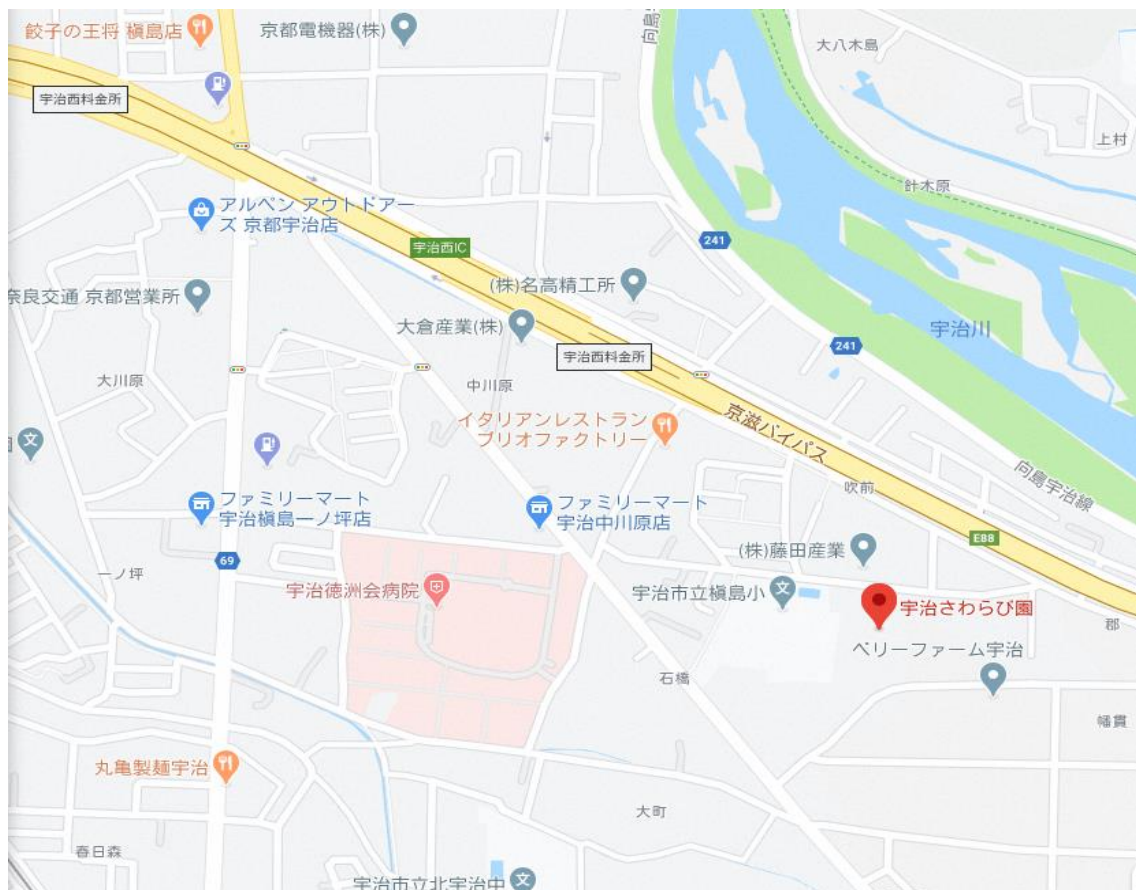 餃子の王将 槇島店
京都電機器(株)
大八木島
宇治西料金所
上村
針木原
アルペン アウトドアー
ズ 京都宇治店
241
宇治西IC
(株)名高精工所
奈良交通 京都営業所
大倉産業(株)
宇治川
241
宇治西料金所
大川原
中川原
イタリアンレストラン
ブリオファクトリー
京滋バイパス
文
向島宇治線
吹前
ファミリーマート
宇治槇島一ノ坪店
ファミリーマート
宇治中川原店
E88
(株)藤田産業
69
一ノ坪
宇治徳洲会病院
宇治市立槇島小
文
宇治さわらび園
郡
ベリーファーム宇治
石橋
幡貫
丸亀製麺宇治
大町
春日森
宇治市立北宇治中
文